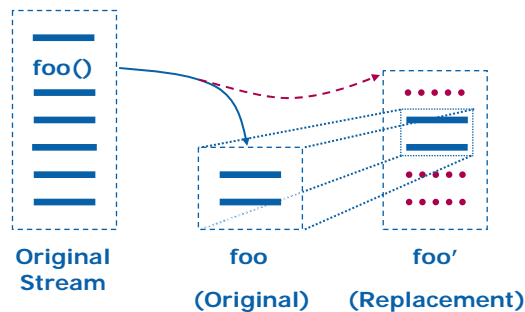 foo()
Original
Stream
foo
(Original)
foo'
(Replacement)